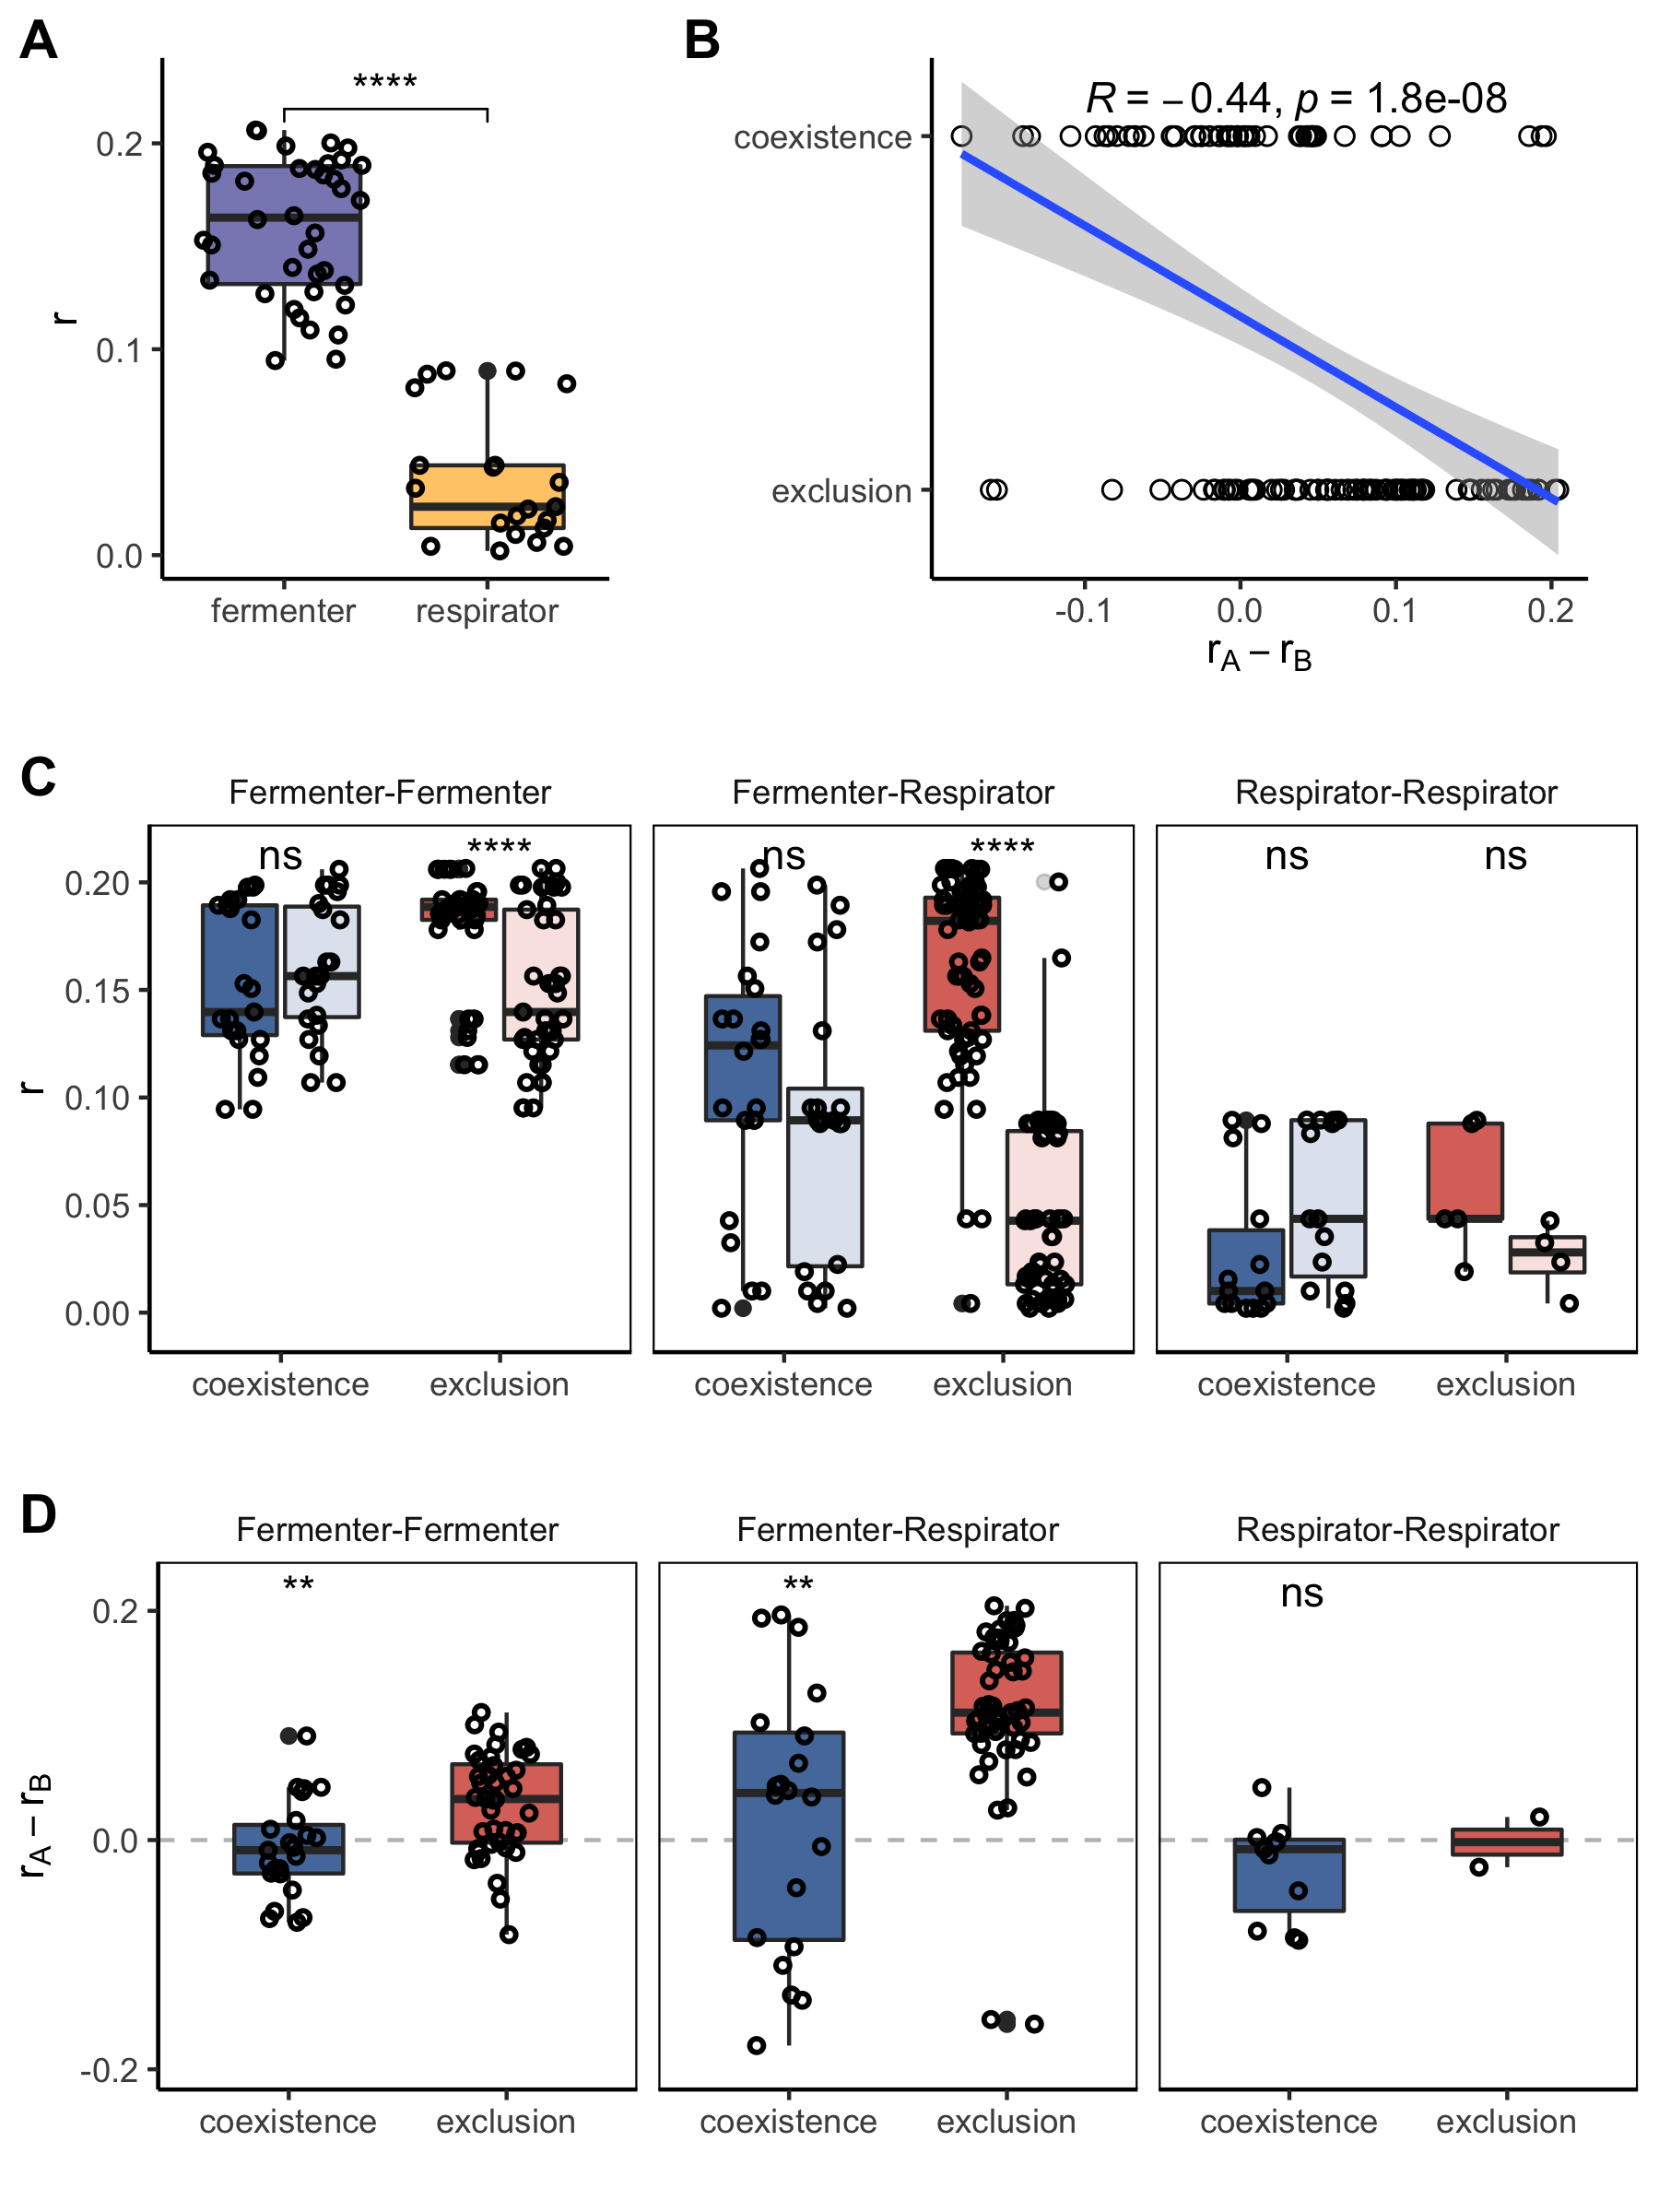 A
****
r
0.2
0.1
0.0
fermenter respirator
B
R = −0.44, p = 1.8e-08
coexistence
exclusion
-0.1 0.0 0.1 0.2
rA − rB
C
Fermenter-Fermenter Fermenter-Respirator Respirator-Respirator
ns **** ns **** ns ns
r
0.20
0.15
0.10
0.05
0.00
coexistence exclusion coexistence exclusion coexistence exclusion
D
Fermenter-Fermenter Fermenter-Respirator Respirator-Respirator
** ** ns
rA − rB
0.2
0.0
-0.2
coexistence exclusion coexistence exclusion coexistence exclusion